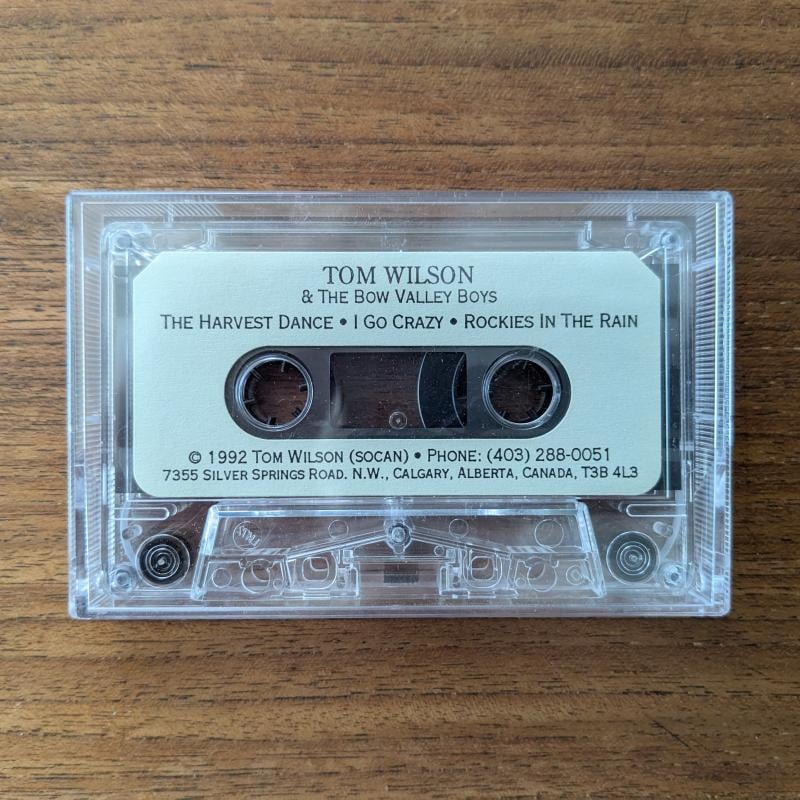 TOM WILSON
& THE BOW VALLEY BOYS
THE HARVEST DANCE • I GO CRAZY • ROCKIES IN THE RAIN
© 1992 TOM WILSON (SOCAN) • PHONE: (403) 288-0051
7355 SILVER SPRINGS ROAD. N.W., CALGARY, ALBERTA, CANADA, T3B 4L3